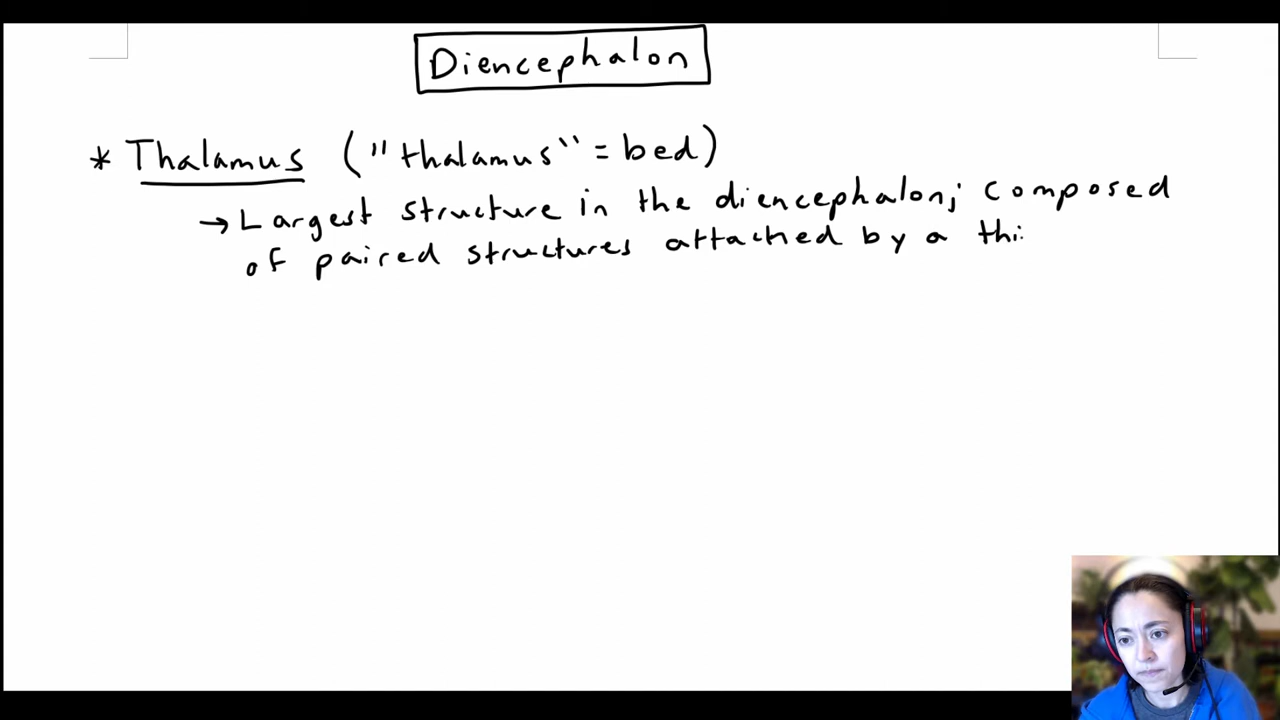 Diencephalon
* Thalamus ("thalamus" = bed)
→ Largest structure in the diencephalon; composed
of paired structures attached by a thi